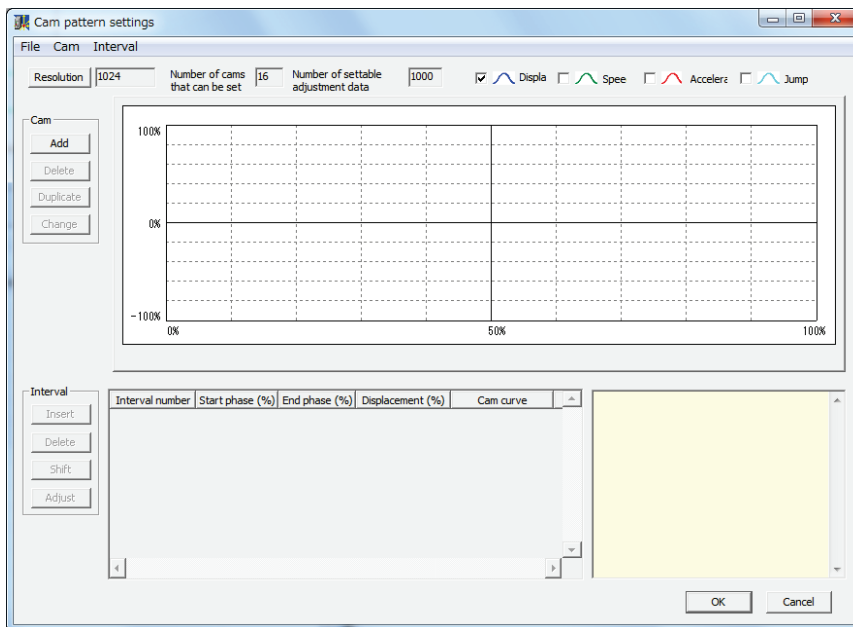 Cam pattern settings
File Cam Interval
Resolution 1024 Number of cams that can be set 16 Number of settable adjustment data 1000 Displa Spee Accelera Jump
Cam
Add
Delete
Duplicate
Change
100%
0%
-100%
0% 50% 100%
Interval
Insert
Delete
Shift
Adjust
Interval number Start phase (%) End phase (%) Displacement (%) Cam curve
OK Cancel